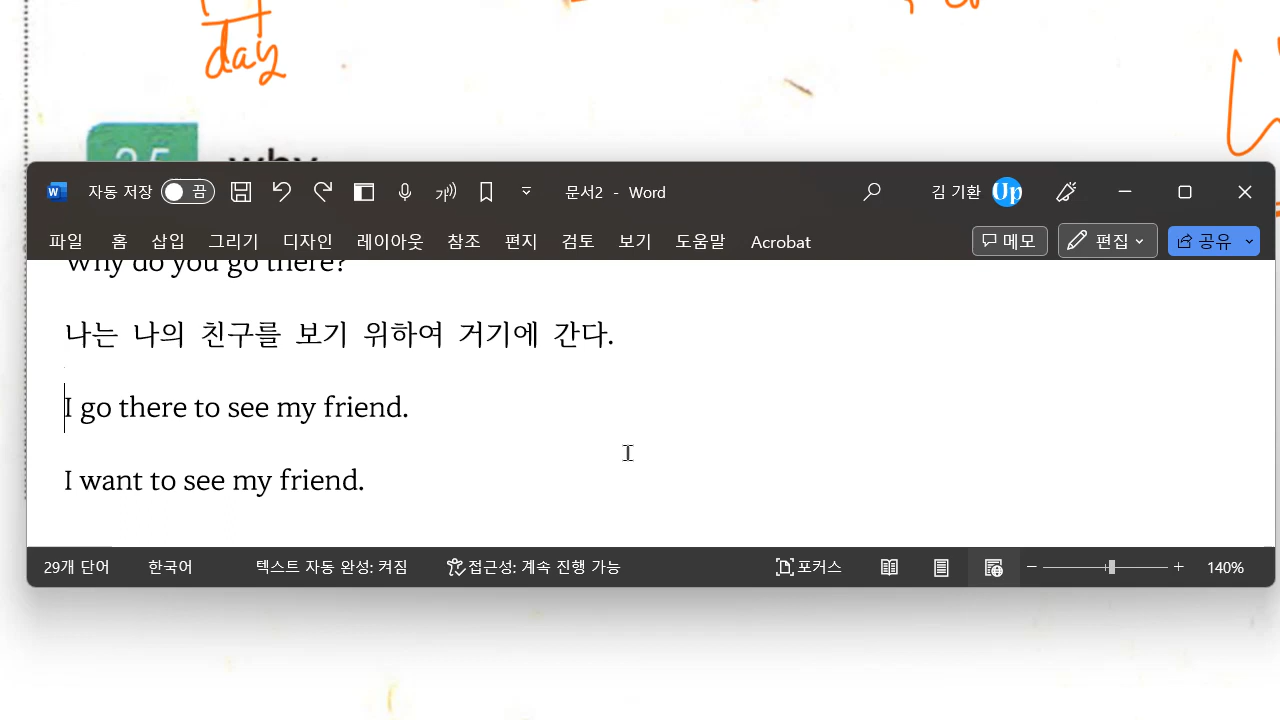 day
35
why
자동 저장 끔 문서2 - Word 김 기환 Up
파일 홈 삽입 그리기 디자인 레이아웃 참조 편지 검토 보기 도움말 Acrobat 메모 편집 공유
Why do you go there?
나는 나의 친구를 보기 위하여 거기에 간다.
I go there to see my friend.
I want to see my friend.
29개 단어 한국어 텍스트 자동 완성: 켜짐 접근성: 계속 진행 가능 포커스 140%